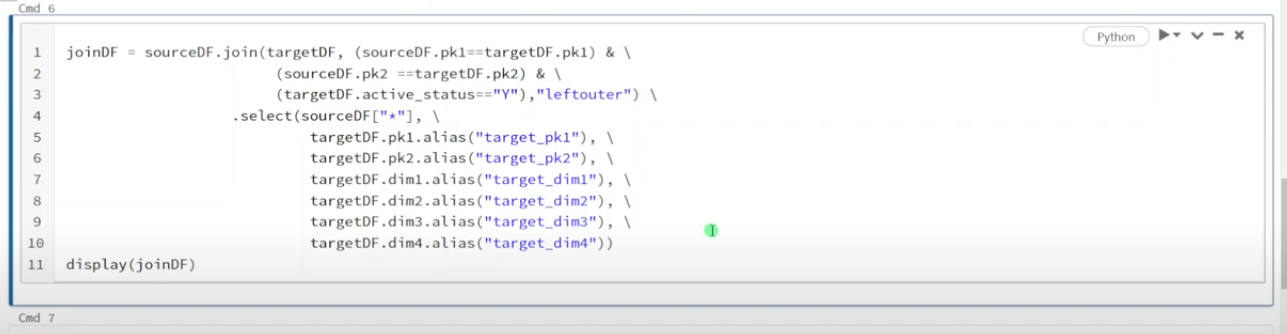 Cmd 6
Python
1 joinDF = sourceDF.join(targetDF, (sourceDF.pk1==targetDF.pk1) & \
2 (sourceDF.pk2 ==targetDF.pk2) & \
3 (targetDF.active_status=="Y"),"leftouter") \
4 .select(sourceDF["*"], \
5 targetDF.pk1.alias("target_pk1"), \
6 targetDF.pk2.alias("target_pk2"), \
7 targetDF.dim1.alias("target_dim1"), \
8 targetDF.dim2.alias("target_dim2"), \
9 targetDF.dim3.alias("target_dim3"), \
10 targetDF.dim4.alias("target_dim4"))
11 display(joinDF)
Cmd 7